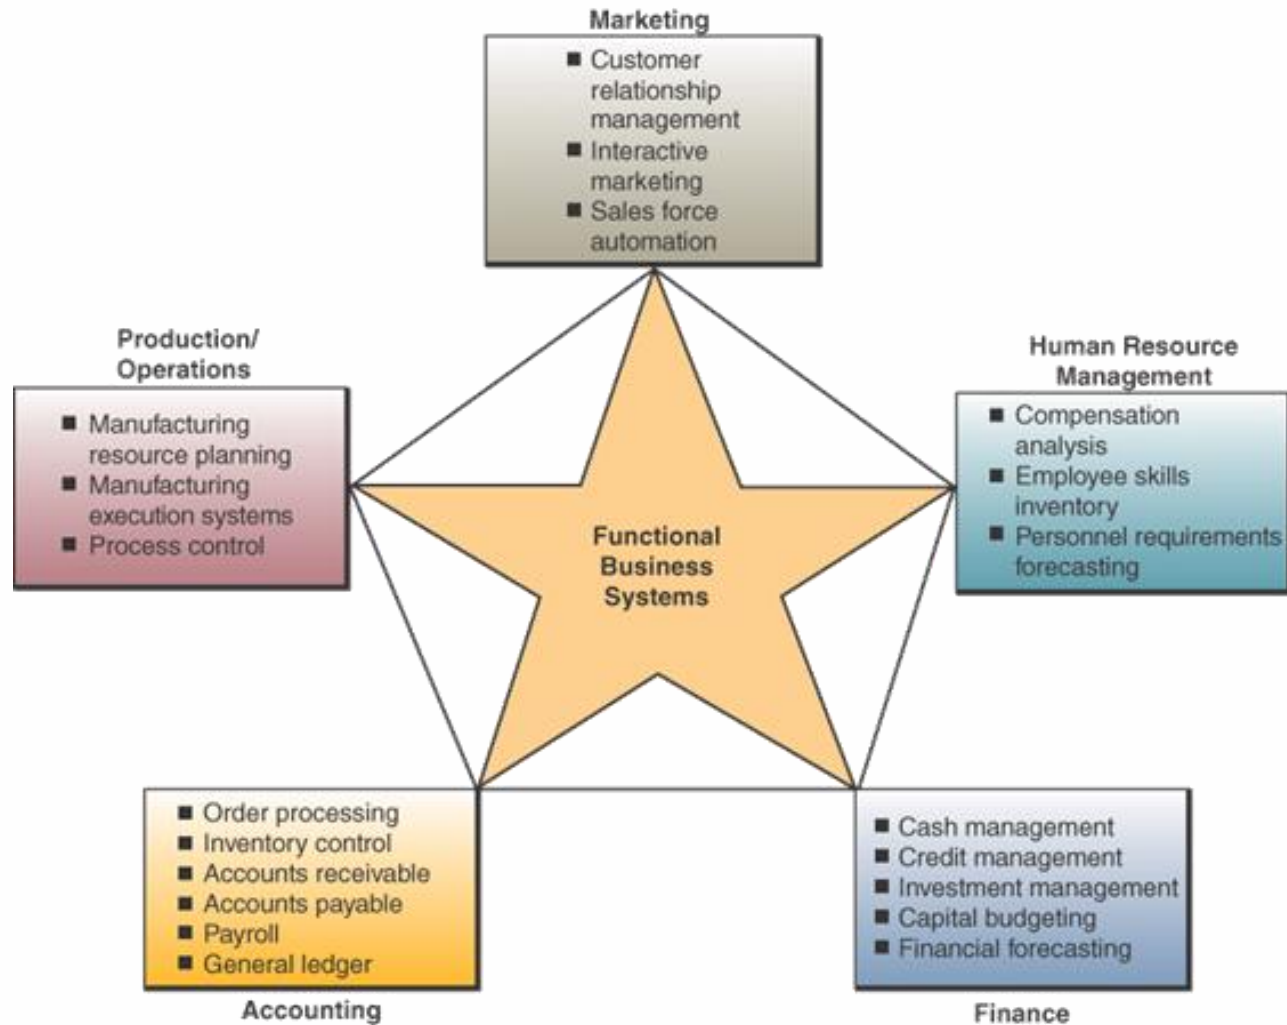 Marketing
■ Customer
relationship
management
■ Interactive
marketing
■ Sales force
automation
Production/
Operations
■ Manufacturing
resource planning
■ Manufacturing
execution systems
■ Process control
Human Resource
Management
■ Compensation
analysis
■ Employee skills
inventory
■ Personnel requirements
forecasting
Functional
Business
Systems
■ Order processing
■ Inventory control
■ Accounts receivable
■ Accounts payable
■ Payroll
■ General ledger
Accounting
■ Cash management
■ Credit management
■ Investment management
■ Capital budgeting
■ Financial forecasting
Finance